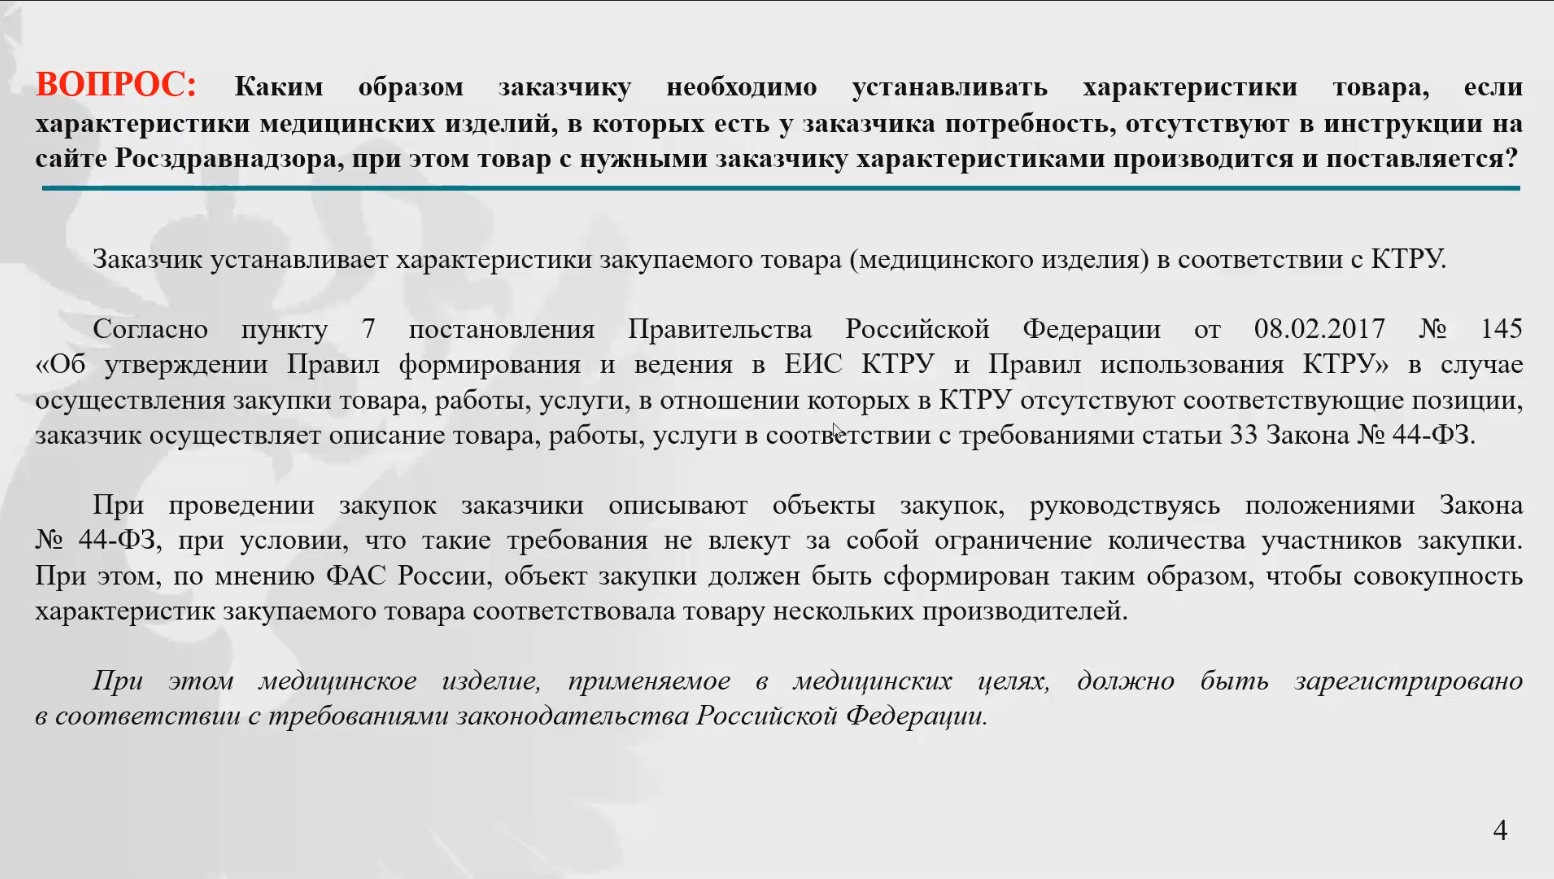 ВОПРОС: Каким образом заказчику необходимо устанавливать характеристики товара, если
характеристики медицинских изделий, в которых есть у заказчика потребность, отсутствуют в инструкции на
сайте Росздравнадзора, при этом товар с нужными заказчику характеристиками производится и поставляется?
Заказчик устанавливает характеристики закупаемого товара (медицинского изделия) в соответствии с КТРУ.
Согласно пункту 7 постановления Правительства Российской Федерации от 08.02.2017 № 145
«Об утверждении Правил формирования и ведения в ЕИС КТРУ и Правил использования КТРУ» в случае
осуществления закупки товара, работы, услуги, в отношении которых в КТРУ отсутствуют соответствующие позиции,
заказчик осуществляет описание товара, работы, услуги в соответствии с требованиями статьи 33 Закона № 44-ФЗ.
При проведении закупок заказчики описывают объекты закупок, руководствуясь положениями Закона
№ 44-ФЗ, при условии, что такие требования не влекут за собой ограничение количества участников закупки.
При этом, по мнению ФАС России, объект закупки должен быть сформирован таким образом, чтобы совокупность
характеристик закупаемого товара соответствовала товару нескольких производителей.
При этом медицинское изделие, применяемое в медицинских целях, должно быть зарегистрировано
в соответствии с требованиями законодательства Российской Федерации.
4